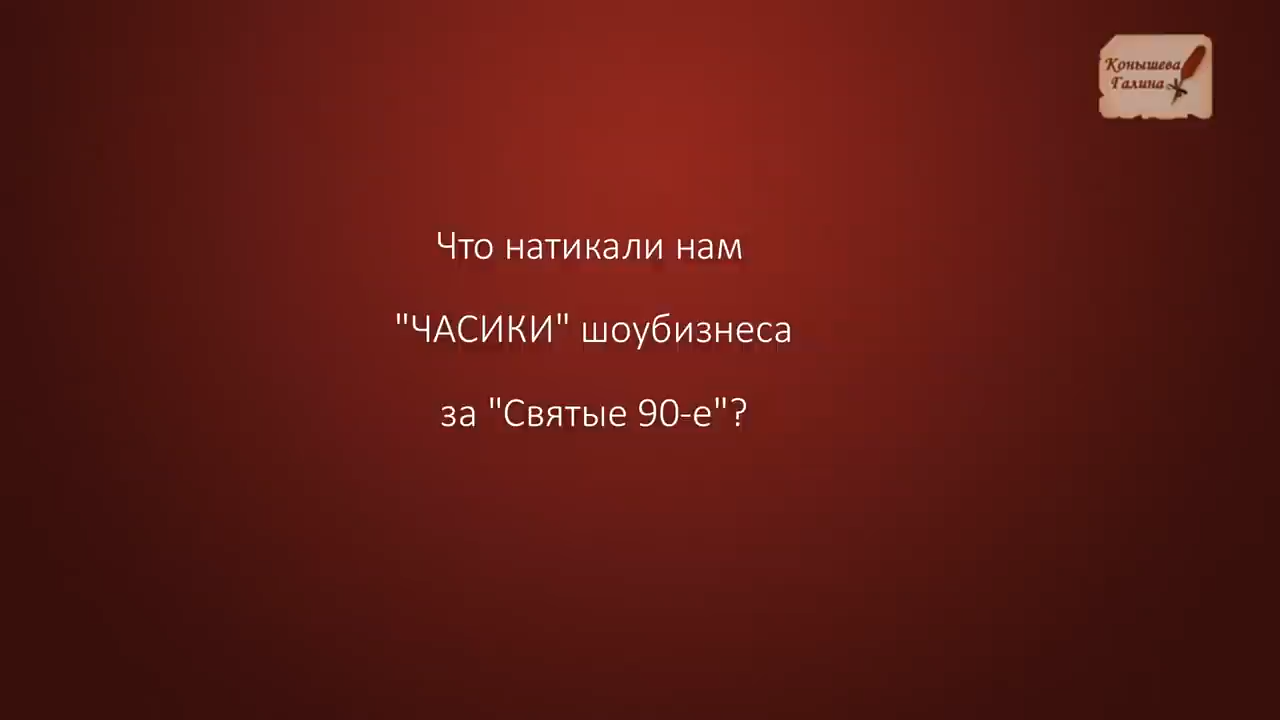 Конышева
Галина
Что натикали нам
"ЧАСИКИ" шоубизнеса
за "Святые 90-е"?